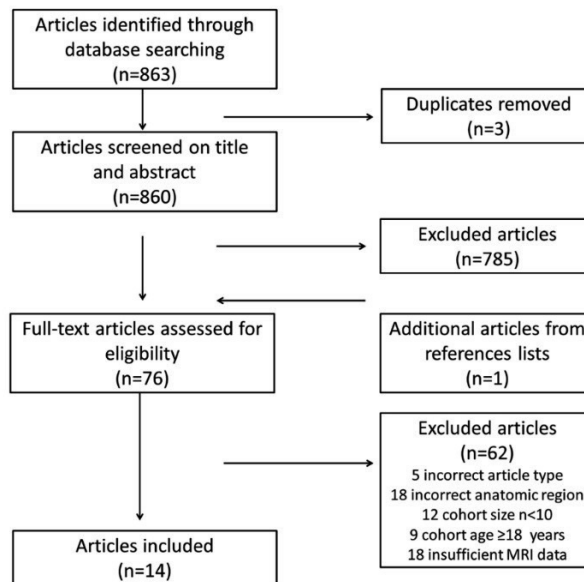 Articles identified through
database searching
(n=863)
Duplicates removed
(n=3)
Articles screened on title
and abstract
(n=860)
Excluded articles
(n=785)
Full-text articles assessed for
eligibility
(n=76)
Additional articles from
references lists
(n=1)
Excluded articles
(n=62)
5 incorrect article type
18 incorrect anatomic region
12 cohort size n<10
9 cohort age ≥18 years
18 insufficient MRI data
Articles included
(n=14)